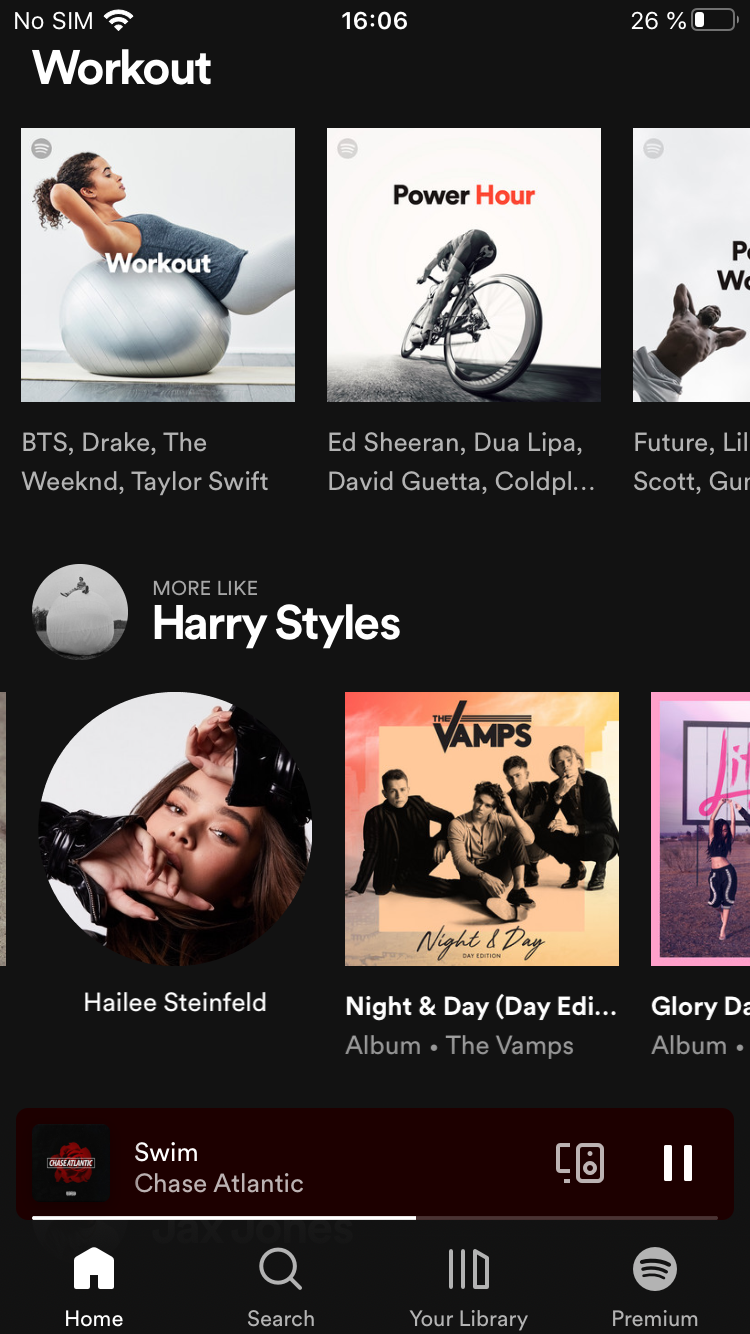 No SIM 16:06 26 %
Workout
Workout
Power Hour
BTS, Drake, The
Weeknd, Taylor Swift
Ed Sheeran, Dua Lipa,
David Guetta, Coldpl...
Future, Lil
Scott, Gun
MORE LIKE
Harry Styles
THE
VAMPS
Night & Day
DAY EDITION
Hailee Steinfeld
Night & Day (Day Edi...
Album • The Vamps
Glory Da
Album •
CHASE ATLANTIC
Swim
Chase Atlantic
Jax Jones
Home
Search
Your Library
Premium